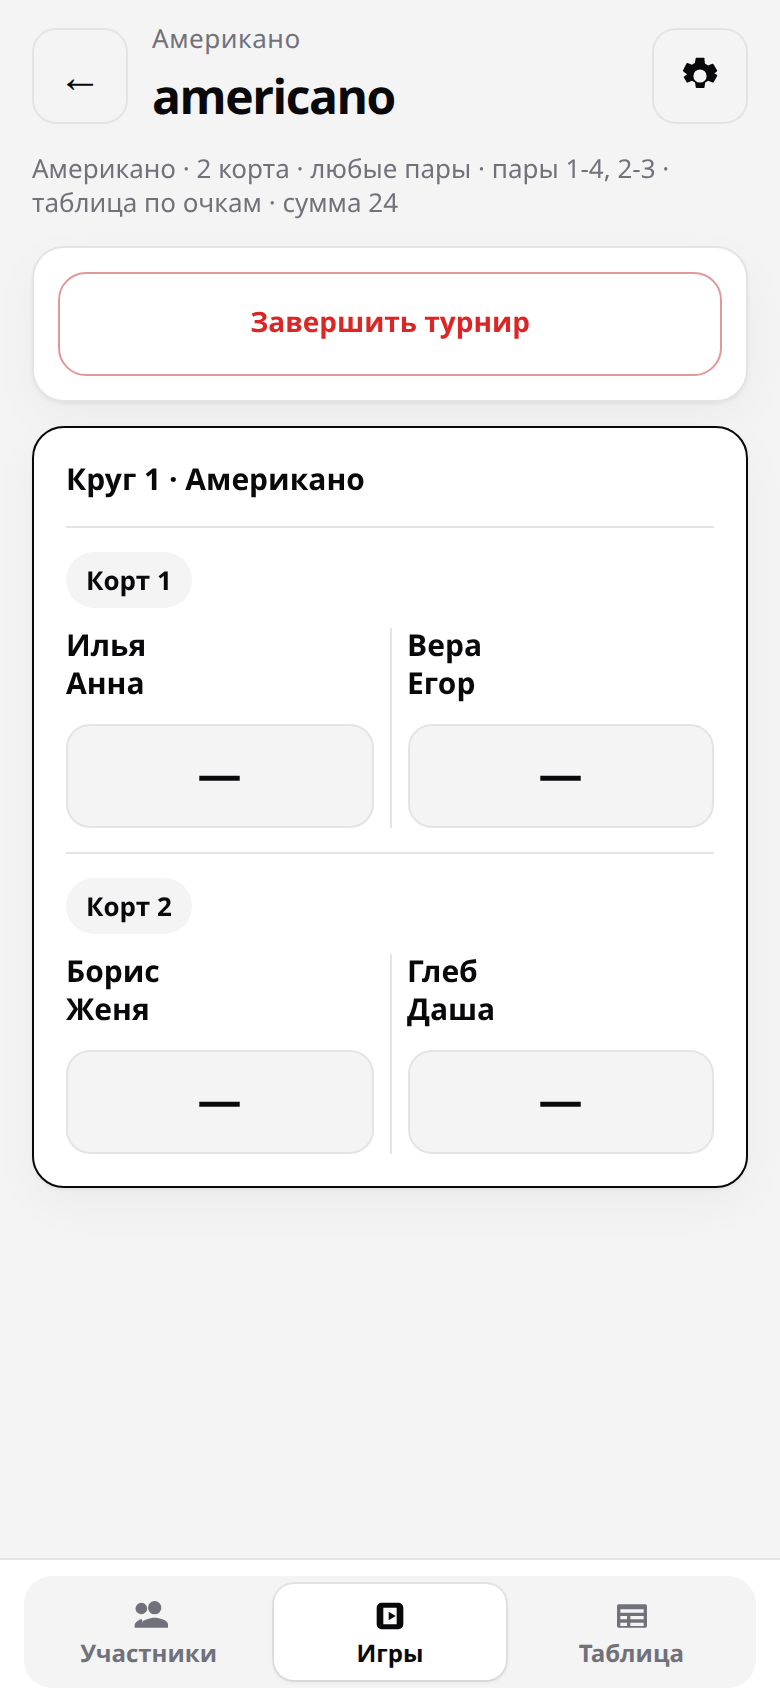 Американо
←
americano
Американо · 2 корта · любые пары · пары 1-4, 2-3 ·
таблица по очкам · сумма 24
Завершить турнир
Круг 1 · Американо
Корт 1
Илья
Анна
Вера
Егор
—
—
Корт 2
Борис
Женя
Глеб
Даша
—
—
Участники
Игры
Таблица